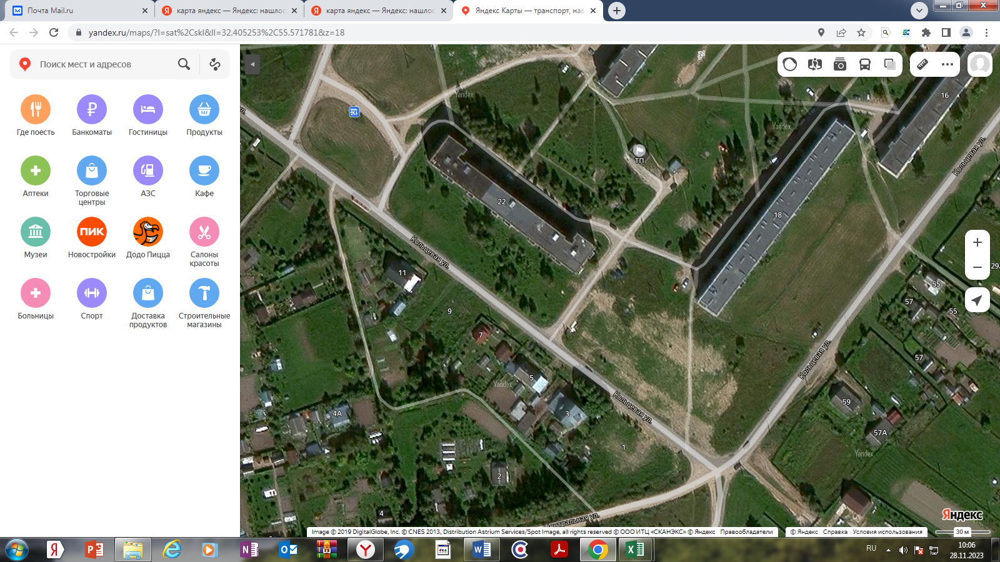 Почта Mail.ru
карта яндекс — Яндекс: нашлос
карта яндекс — Яндекс: нашлос
Яндекс Карты — транспорт, нав
yandex.ru/maps/?l=sat%2Cskl&ll=32.405253%2C55.571781&z=18
Поиск мест и адресов
Где поесть
Банкоматы
Гостиницы
Продукты
Аптеки
Торговые
центры
АЗС
Кафе
Музеи
ПИК
Новостройки
Додо Пицца
Салоны
красоты
Больницы
Спорт
Доставка
продуктов
Строительные
магазины
ул.
Yandex
16
Yandex
Кольцевая ул.
ТП
22
18
Кольцевая ул.
11
9
7
29
55
57
55
57
Кольцевая ул.
5
Yandex
Кольцевая ул.
59
3
4А
57А
1
Yandex
2
4
Центральная ул.
Яндекс
Image © 2019 DigitalGlobe, Inc. © CNES 2013, Distribution Astrium Services/Spot Image, all rights reserved © ООО ИТЦ «СКАНЭКС» © Яндекс Правообладатели
© Яндекс Справка Условия использования
30 м
RU
10:06
28.11.2023